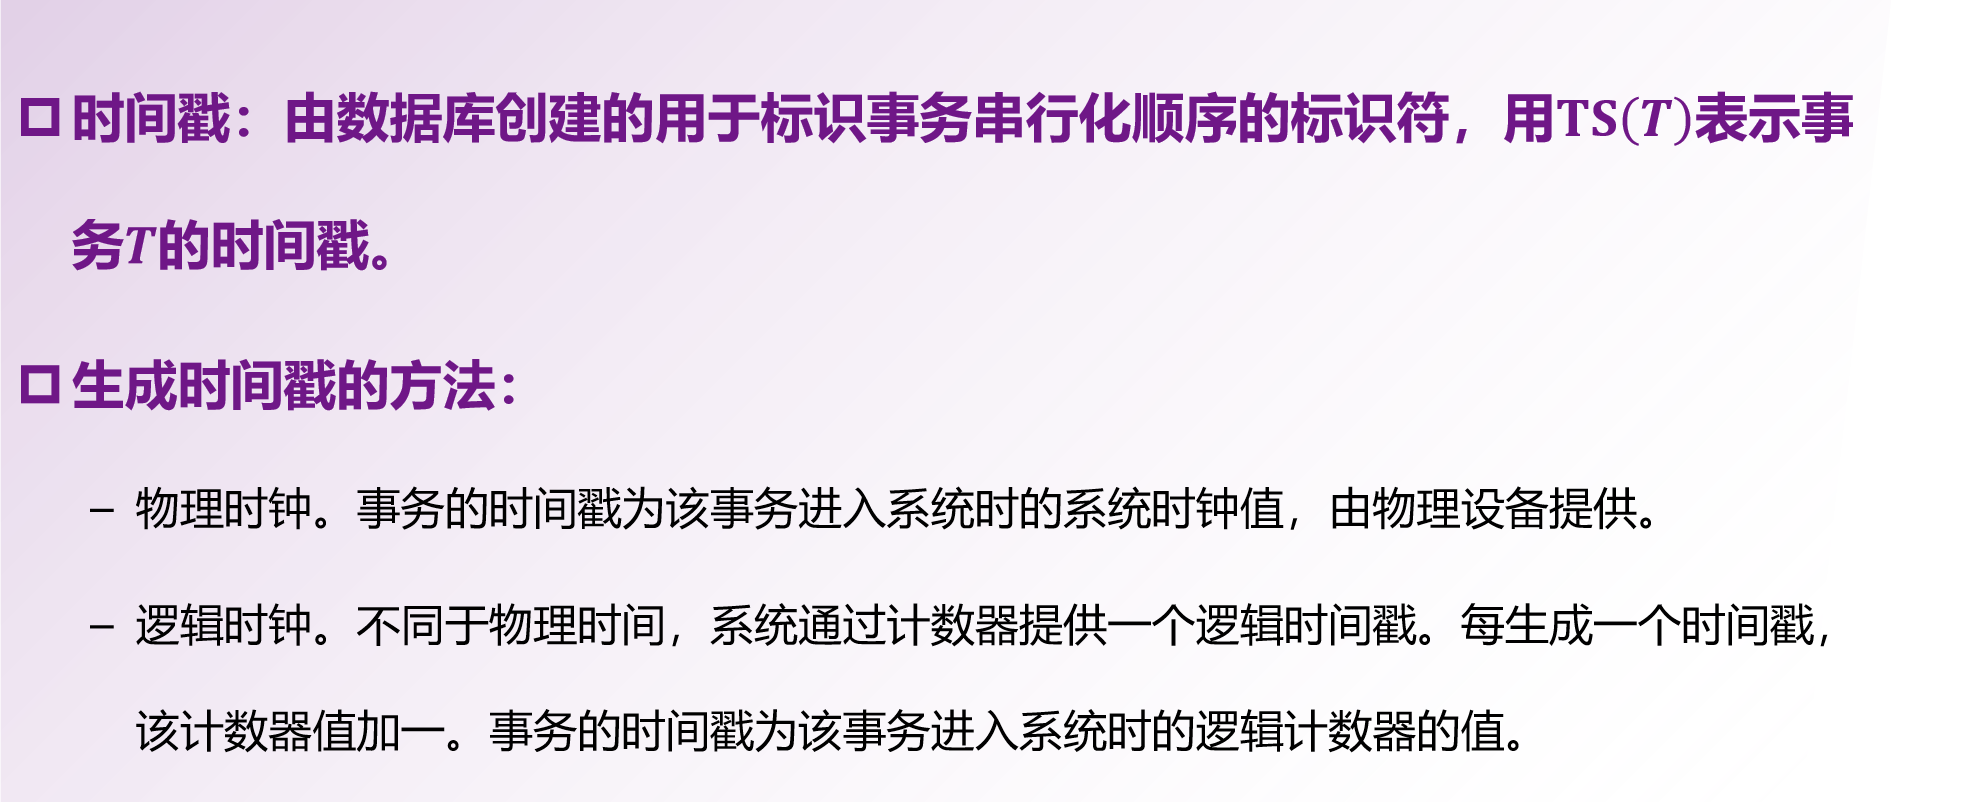 时间戳：由数据库创建的用于标识事务串行化顺序的标识符，用TS(T)表示事
务T的时间戳。
生成时间戳的方法：
– 物理时钟。事务的时间戳为该事务进入系统时的系统时钟值，由物理设备提供。
– 逻辑时钟。不同于物理时间，系统通过计数器提供一个逻辑时间戳。每生成一个时间戳，
该计数器值加一。事务的时间戳为该事务进入系统时的逻辑计数器的值。